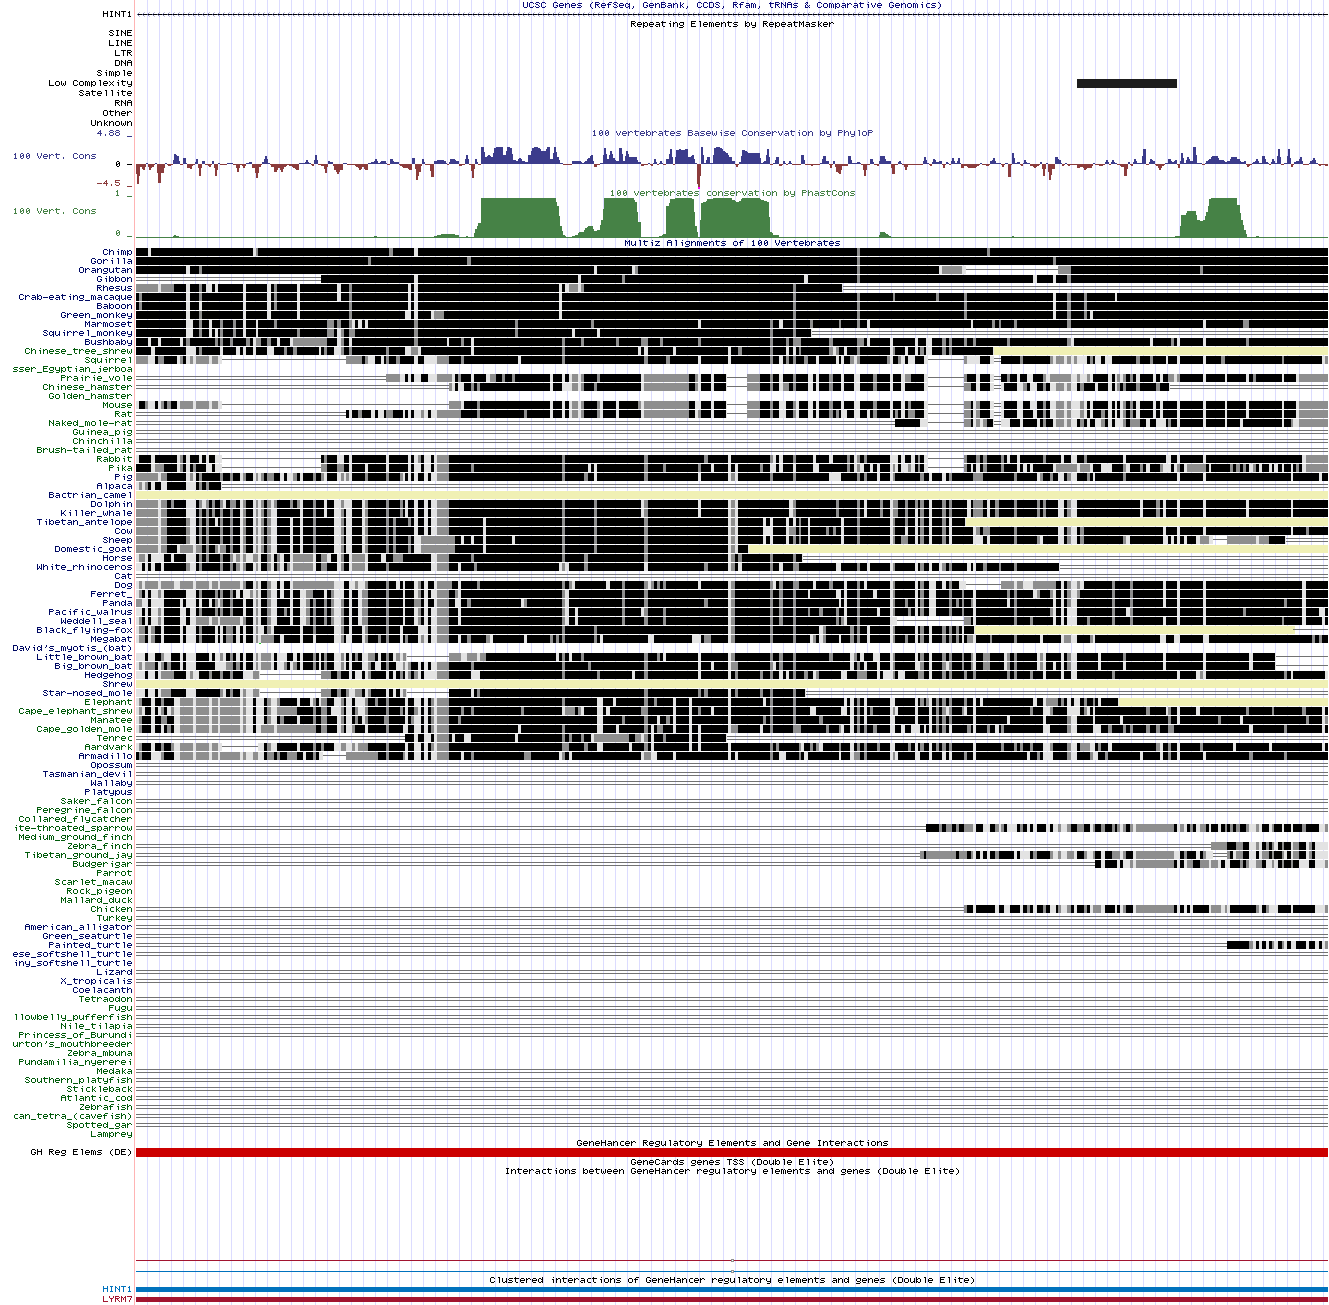 UCSC Genes (RefSeq, GenBank, CCDS, Rfam, tRNAs & Comparative Genomics)
HINT1
Repeating Elements by RepeatMasker
SINE
LINE
LTR
DNA
Simple
Low Complexity
Satellite
RNA
Other
Unknown
100 vertebrates Basewise Conservation by PhyloP
4.88 _
100 Vert. Cons
0 _
-4.5 _
100 vertebrates conservation by PhastCons
1 _
100 Vert. Cons
0 _
Multiz Alignments of 100 Vertebrates
Chimp
Gorilla
Orangutan
Gibbon
Rhesus
Crab-eating_macaque
Baboon
Green_monkey
Marmoset
Squirrel_monkey
Bushbaby
Chinese_tree_shrew
Squirrel
sser_Egyptian_jerboa
Prairie_vole
Chinese_hamster
Golden_hamster
Mouse
Rat
Naked_mole-rat
Guinea_pig
Chinchilla
Brush-tailed_rat
Rabbit
Pika
Pig
Alpaca
Bactrian_camel
Dolphin
Killer_whale
Tibetan_antelope
Cow
Sheep
Domestic_goat
Horse
White_rhinoceros
Cat
Dog
Ferret_
Panda
Pacific_walrus
Weddell_seal
Black_flying-fox
Megabat
David's_myotis_(bat)
Little_brown_bat
Big_brown_bat
Hedgehog
Shrew
Star-nosed_mole
Elephant
Cape_elephant_shrew
Manatee
Cape_golden_mole
Tenrec
Aardvark
Armadillo
Opossum
Tasmanian_devil
Wallaby
Platypus
Saker_falcon
Peregrine_falcon
Collared_flycatcher
ite-throated_sparrow
Medium_ground_finch
Zebra_finch
Tibetan_ground_jay
Budgerigar
Parrot
Scarlet_macaw
Rock_pigeon
Mallard_duck
Chicken
Turkey
American_alligator
Green_seaturtle
Painted_turtle
ese_softshell_turtle
iny_softshell_turtle
Lizard
X_tropicalis
Coelacanth
Tetraodon
Fugu
llowbelly_pufferfish
Nile_tilapia
Princess_of_Burundi
urton's_mouthbreeder
Zebra_mbuna
Pundamilia_nyererei
Medaka
Southern_platyfish
Stickleback
Atlantic_cod
Zebrafish
can_tetra_(cavefish)
Spotted_gar
Lamprey
GeneHancer Regulatory Elements and Gene Interactions
GH Reg Elems (DE)
GeneCards genes TSS (Double Elite)
Interactions between GeneHancer regulatory elements and genes (Double Elite)
Clustered interactions of GeneHancer regulatory elements and genes (Double Elite)
HINT1
LYRM7